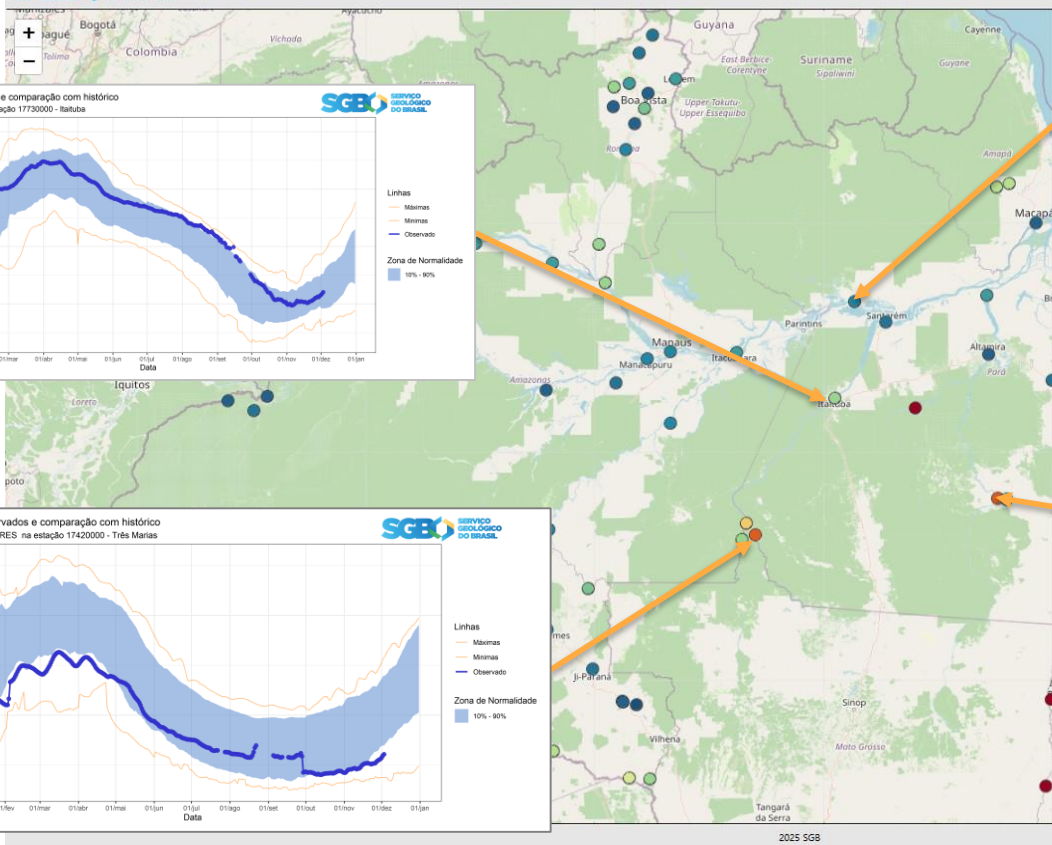 Bogotá
Ayacucho
Vichada
Tolima
Colombia
+
−
Amazonas
Guyana
Cayenne
East Berbice-
Corentyne
Suriname
Sipaliwini
Guyane
Boa Vista
Upper Takutu-
Upper Essequibo
Amapá
Macapá
e comparação com histórico
ação 17730000 - Itaituba
SGB
SERVIÇO
GEOLÓGICO
DO BRASIL
Linhas
Máximas
Mínimas
Observado
Zona de Normalidade
10% - 90%
01/mar 01/abr 01/mai 01/jun 01/jul 01/ago 01/set 01/out 01/nov 01/dez 01/jan
Data
Parintins
Santarém
Manaus
Manacapuru
Itacoatiara
Altamira
Pará
Amazonas
Iquitos
Loreto
Itaituba
poto
vados e comparação com histórico
RES na estação 17420000 - Três Marias
SGB
SERVIÇO
GEOLÓGICO
DO BRASIL
Linhas
Máximas
Mínimas
Observado
Zona de Normalidade
10% - 90%
1/fev 01/mar 01/abr 01/mai 01/jun 01/jul 01/ago 01/set 01/out 01/nov 01/dez 01/jan
Data
mes
Ji-Paraná
Vilhena
Sinop
Mato Grosso
Tangará
da Serra
2025 SGB